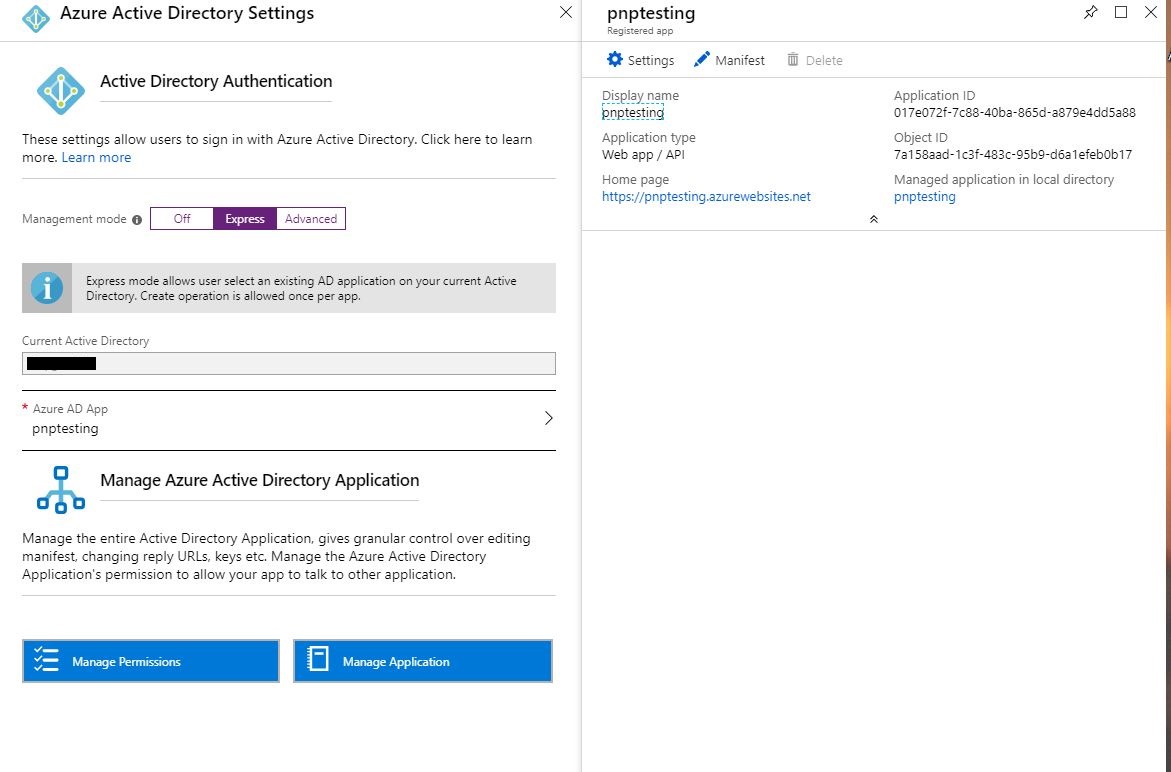 Azure Active Directory Settings
Active Directory Authentication
These settings allow users to sign in with Azure Active Directory. Click here to learn
more. Learn more
Management mode
Off
Express
Advanced
Express mode allows user select an existing AD application on your current Active
Directory. Create operation is allowed once per app.
Current Active Directory
* Azure AD App
pnptesting
Manage Azure Active Directory Application
Manage the entire Active Directory Application, gives granular control over editing
manifest, changing reply URLs, keys etc. Manage the Azure Active Directory
Application's permission to allow your app to talk to other application.
Manage Permissions
Manage Application
pnptesting
Registered app
Settings
Manifest
Delete
Display name
pnptesting
Application type
Web app / API
Home page
https://pnptesting.azurewebsites.net
Application ID
017e072f-7c88-40ba-865d-a879e4dd5a88
Object ID
7a158aad-1c3f-483c-95b9-d6a1efeb0b17
Managed application in local directory
pnptesting